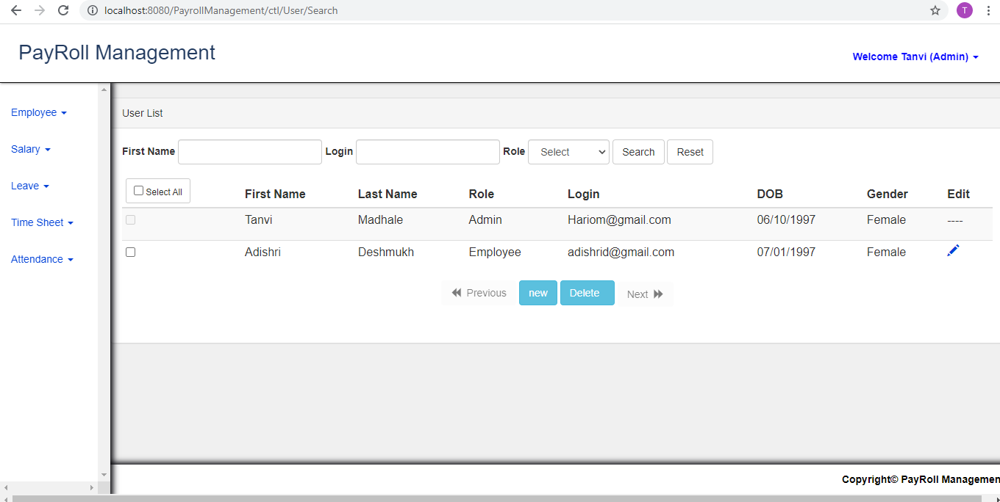 localhost:8080/PayrollManagement/ctl/User/Search
T
PayRoll Management
Welcome Tanvi (Admin)
Employee
Salary
Leave
Time Sheet
Attendance
User List
First Name Login Role Select Search Reset
Select All First Name Last Name Role Login DOB Gender Edit
Tanvi Madhale Admin Hariom@gmail.com 06/10/1997 Female ----
Adishri Deshmukh Employee adishrid@gmail.com 07/01/1997 Female
Previous new Delete Next
Copyright© PayRoll Managemen